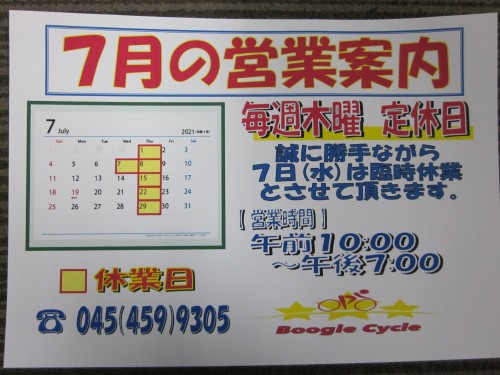 7月の営業案内
7 July
2021(令和3年)
Sun Mon Tue Wed Thu Fri Sat
1 2 3
4 5 6 7 8 9 10
11 12 13 14 15 16 17
18 19 20 21 22 23 24
25 26 27 28 29 30 31
休業日
☎ 045(459)9305
毎週木曜 定休日
誠に勝手ながら
7日(水)は臨時休業
とさせて頂きます。
【営業時間】
午前10:00
～午後7:00
Boogle Cycle